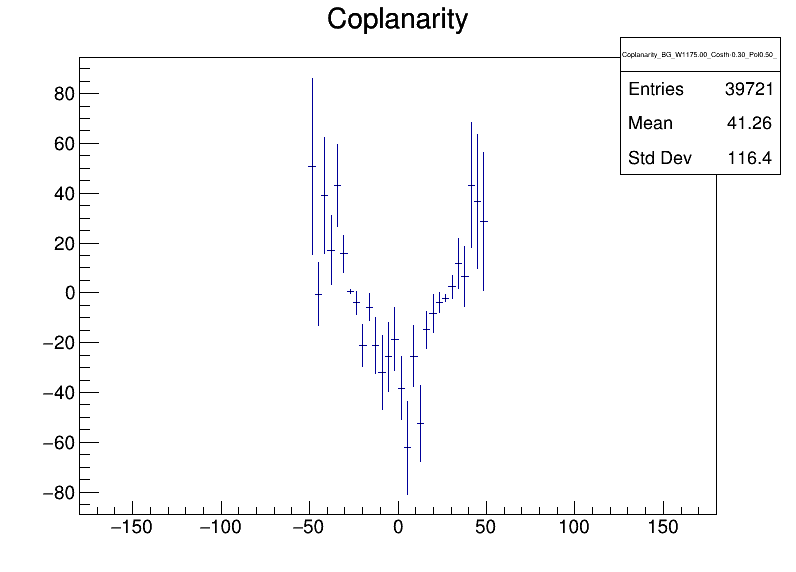 Coplanarity
Coplanarity_BG_W1175.00_Costh-0.30_Pol0.50_
Entries 39721
Mean 41.26
Std Dev 116.4
80
60
40
20
0
−20
−40
−60
−80
−150 −100 −50 0 50 100 150